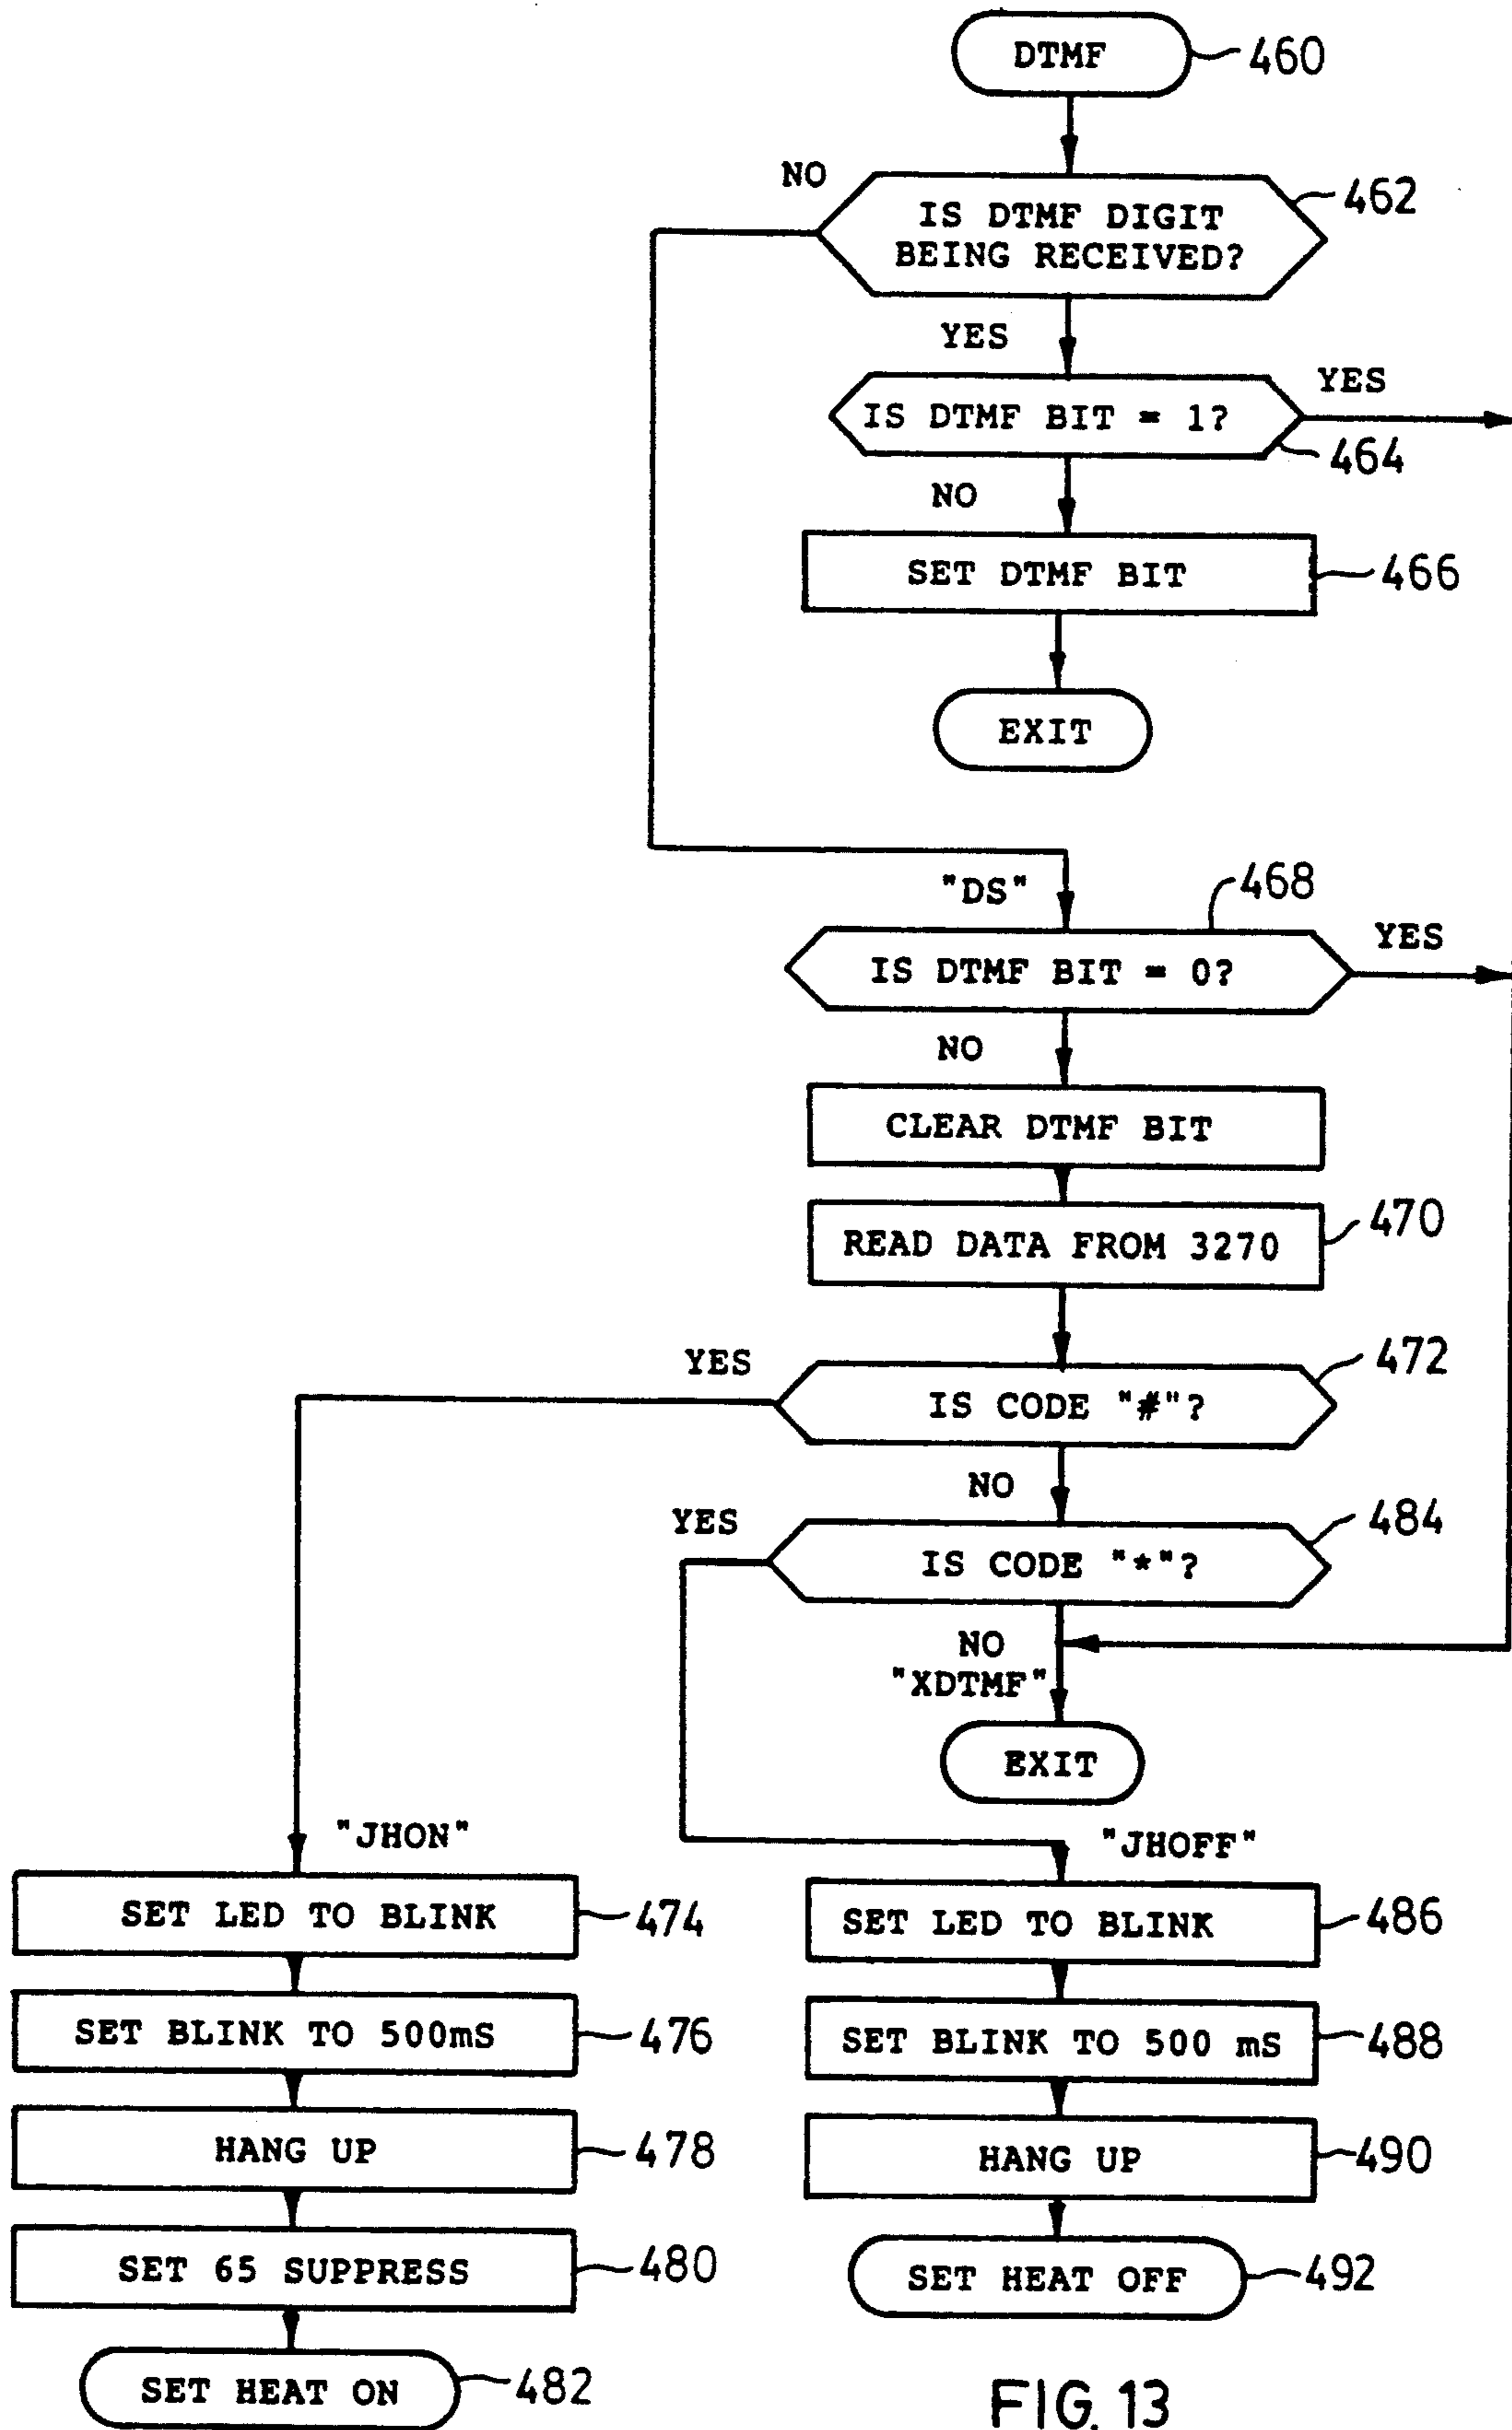 DTMF
460
NO
IS DTMF DIGIT
BEING RECEIVED?
462
YES
IS DTMF BIT = 1?
YES
464
NO
SET DTMF BIT
466
EXIT
"DS"
468
IS DTMF BIT = 0?
YES
NO
CLEAR DTMF BIT
READ DATA FROM 3270
470
YES
IS CODE "#"?
472
NO
YES
IS CODE "*"?
484
NO
"XDTMF"
EXIT
"JHON"
SET LED TO BLINK
474
SET BLINK TO 500mS
476
HANG UP
478
SET 65 SUPPRESS
480
SET HEAT ON
482
"JHOFF"
SET LED TO BLINK
486
SET BLINK TO 500 mS
488
HANG UP
490
SET HEAT OFF
492
FIG. 13